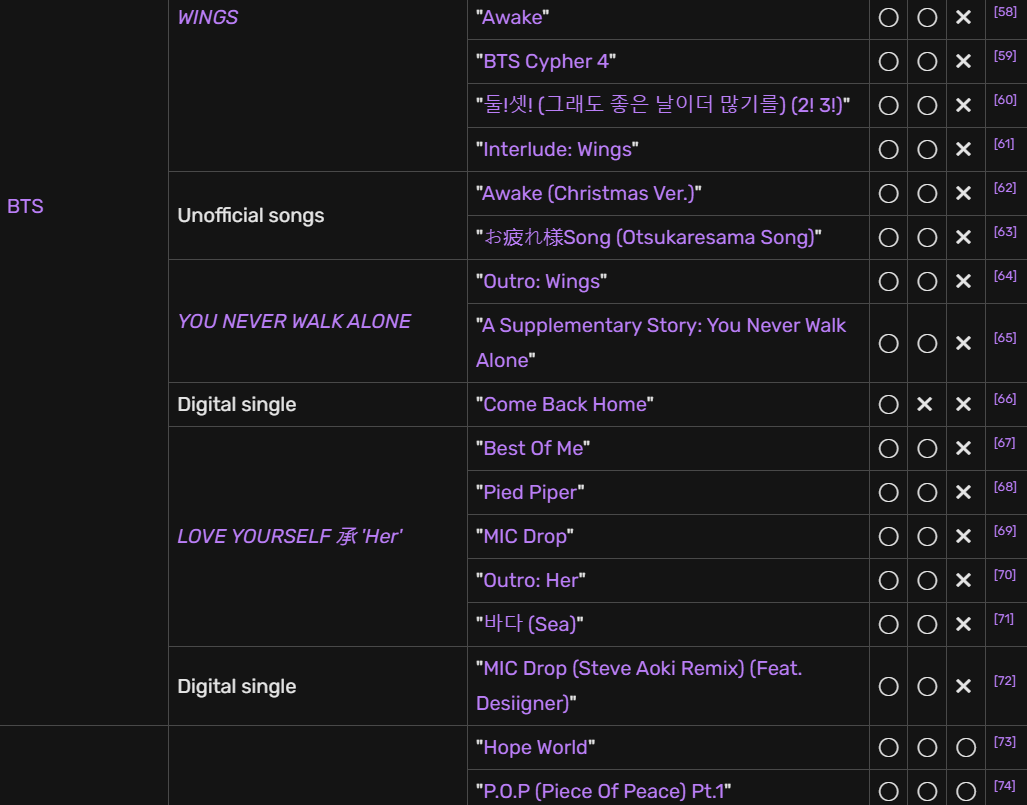 WINGS "Awake" ○ ○ ✕ [58]
"BTS Cypher 4" ○ ○ ✕ [59]
"둘!셋! (그래도 좋은 날이더 많기를) (2! 3!)" ○ ○ ✕ [60]
"Interlude: Wings" ○ ○ ✕ [61]
BTS
Unofficial songs
"Awake (Christmas Ver.)" ○ ○ ✕ [62]
"お疲れ様Song (Otsukaresama Song)" ○ ○ ✕ [63]
YOU NEVER WALK ALONE
"Outro: Wings" ○ ○ ✕ [64]
"A Supplementary Story: You Never Walk
Alone" ○ ○ ✕ [65]
Digital single "Come Back Home" ○ ✕ ✕ [66]
LOVE YOURSELF 承 'Her'
"Best Of Me" ○ ○ ✕ [67]
"Pied Piper" ○ ○ ✕ [68]
"MIC Drop" ○ ○ ✕ [69]
"Outro: Her" ○ ○ ✕ [70]
"바다 (Sea)" ○ ○ ✕ [71]
Digital single
"MIC Drop (Steve Aoki Remix) (Feat.
Desiigner)" ○ ○ ✕ [72]
"Hope World" ○ ○ ○ [73]
"P.O.P (Piece Of Peace) Pt.1" ○ ○ ○ [74]